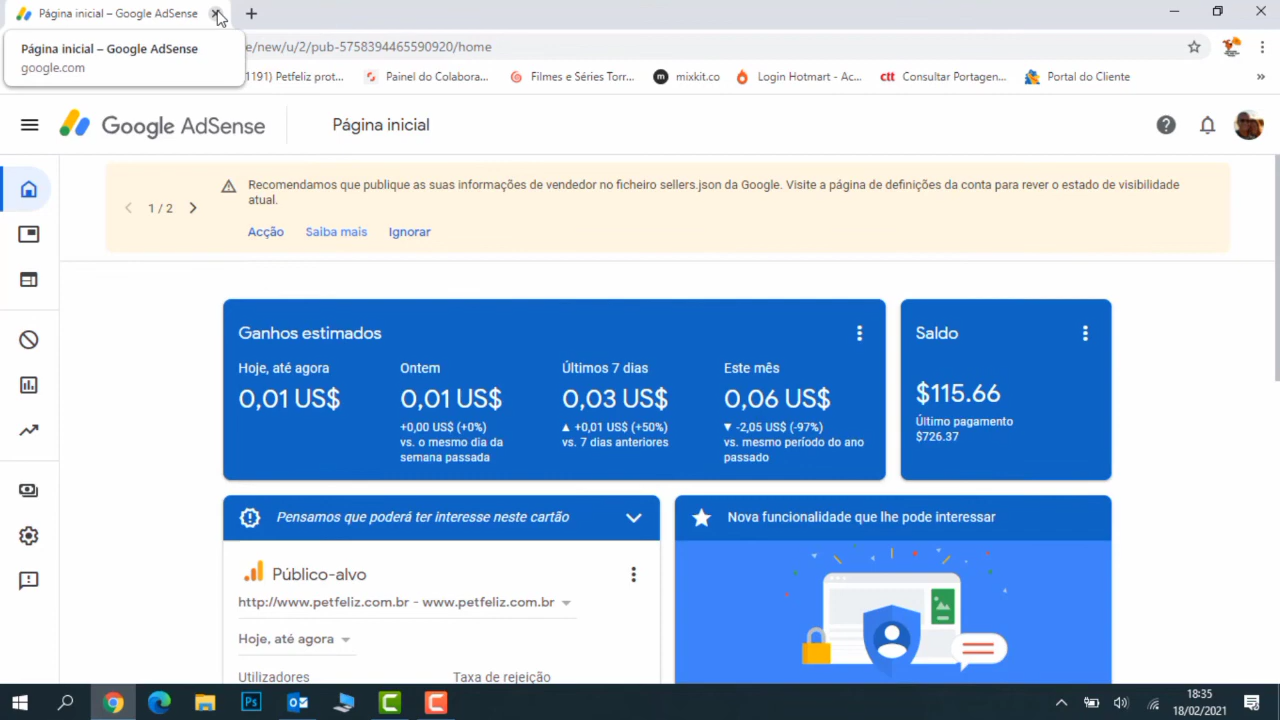 Página inicial – Google AdSense
Página inicial – Google AdSense
google.com
e/new/u/2/pub-5758394465590920/home
1191) Petfeliz prot...
Painel do Colabora...
Filmes e Séries Torr...
m
mixkit.co
Login Hotmart - Ac...
ctt
Consultar Portagen...
Portal do Cliente
»
Google AdSense
Página inicial
1 / 2
Recomendamos que publique as suas informações de vendedor no ficheiro sellers.json da Google. Visite a página de definições da conta para rever o estado de visibilidade
atual.
Acção
Saiba mais
Ignorar
Ganhos estimados
Hoje, até agora
0,01 US$
Ontem
0,01 US$
+0,00 US$ (+0%)
vs. o mesmo dia da
semana passada
Últimos 7 dias
0,03 US$
▲ +0,01 US$ (+50%)
vs. 7 dias anteriores
Este mês
0,06 US$
▼ -2,05 US$ (-97%)
vs. mesmo período do ano
passado
Saldo
$115.66
Último pagamento
$726.37
Pensamos que poderá ter interesse neste cartão
Público-alvo
http://www.petfeliz.com.br - www.petfeliz.com.br
Hoje, até agora
Utilizadores
Taxa de rejeição
Nova funcionalidade que lhe pode interessar
Ps
18:35
18/02/2021